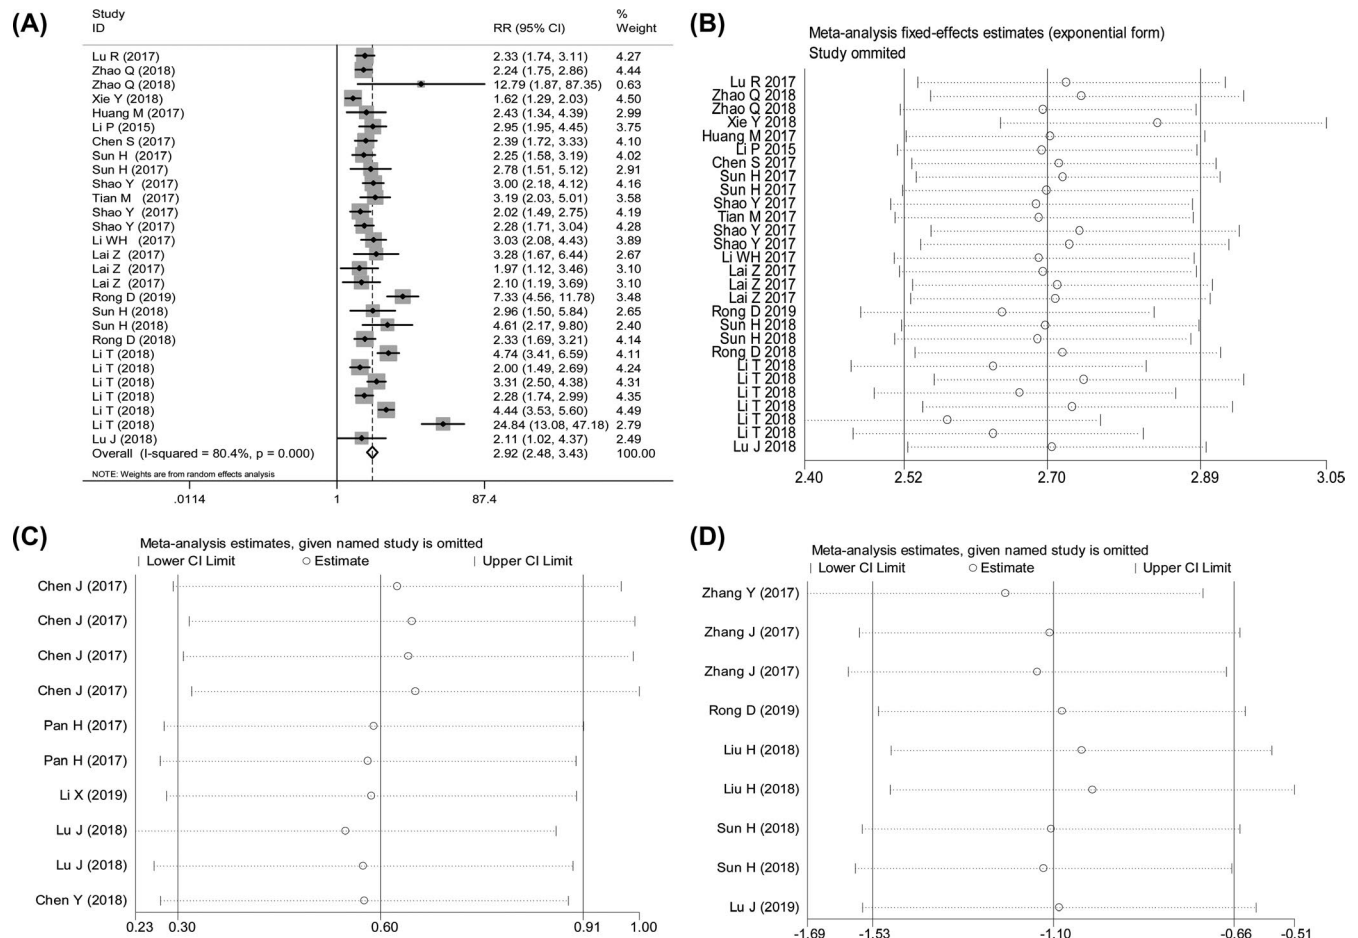 (A)
Study
ID
RR (95% CI)
%
Weight
Lu R (2017) 2.33 (1.74, 3.11) 4.27
Zhao Q (2018) 2.24 (1.75, 2.86) 4.44
Zhao Q (2018) 12.79 (1.87, 87.35) 0.63
Xie Y (2018) 1.62 (1.29, 2.03) 4.50
Huang M (2017) 2.43 (1.34, 4.39) 2.99
Li P (2015) 2.95 (1.95, 4.45) 3.75
Chen S (2017) 2.39 (1.72, 3.33) 4.10
Sun H (2017) 2.25 (1.58, 3.19) 4.02
Sun H (2017) 2.78 (1.51, 5.12) 2.91
Shao Y (2017) 3.00 (2.18, 4.12) 4.16
Tian M (2017) 3.19 (2.03, 5.01) 3.58
Shao Y (2017) 2.02 (1.49, 2.75) 4.19
Shao Y (2017) 2.28 (1.71, 3.04) 4.28
Li WH (2017) 3.03 (2.08, 4.43) 3.89
Lai Z (2017) 3.28 (1.67, 6.44) 2.67
Lai Z (2017) 1.97 (1.12, 3.46) 3.10
Lai Z (2017) 2.10 (1.19, 3.69) 3.10
Rong D (2019) 7.33 (4.56, 11.78) 3.48
Sun H (2018) 2.96 (1.50, 5.84) 2.65
Sun H (2018) 4.61 (2.17, 9.80) 2.40
Rong D (2018) 2.33 (1.69, 3.21) 4.14
Li T (2018) 4.74 (3.41, 6.59) 4.11
Li T (2018) 2.00 (1.49, 2.69) 4.24
Li T (2018) 3.31 (2.50, 4.38) 4.31
Li T (2018) 2.28 (1.74, 2.99) 4.35
Li T (2018) 4.44 (3.53, 5.60) 4.49
Li T (2018) 24.84 (13.08, 47.18) 2.79
Lu J (2018) 2.11 (1.02, 4.37) 2.49
Overall (I-squared = 80.4%, p = 0.000) 2.92 (2.48, 3.43) 100.00
NOTE: Weights are from random effects analysis
.0114 1 87.4
(B)
Meta-analysis fixed-effects estimates (exponential form)
Study ommited
Lu R 2017
Zhao Q 2018
Zhao Q 2018
Xie Y 2018
Huang M 2017
Li P 2015
Chen S 2017
Sun H 2017
Sun H 2017
Shao Y 2017
Tian M 2017
Shao Y 2017
Shao Y 2017
Li WH 2017
Lai Z 2017
Lai Z 2017
Lai Z 2017
Rong D 2019
Sun H 2018
Sun H 2018
Rong D 2018
Li T 2018
Li T 2018
Li T 2018
Li T 2018
Li T 2018
Li T 2018
Lu J 2018
2.40 2.52 2.70 2.89 3.05
(C)
Meta-analysis estimates, given named study is omitted
Lower CI Limit Estimate Upper CI Limit
Chen J (2017)
Chen J (2017)
Chen J (2017)
Chen J (2017)
Pan H (2017)
Pan H (2017)
Li X (2019)
Lu J (2018)
Lu J (2018)
Chen Y (2018)
0.23 0.30 0.60 0.91 1.00
(D)
Meta-analysis estimates, given named study is omitted
Lower CI Limit Estimate Upper CI Limit
Zhang Y (2017)
Zhang J (2017)
Zhang J (2017)
Rong D (2019)
Liu H (2018)
Liu H (2018)
Sun H (2018)
Sun H (2018)
Lu J (2019)
-1.69 -1.53 -1.10 -0.66 -0.51